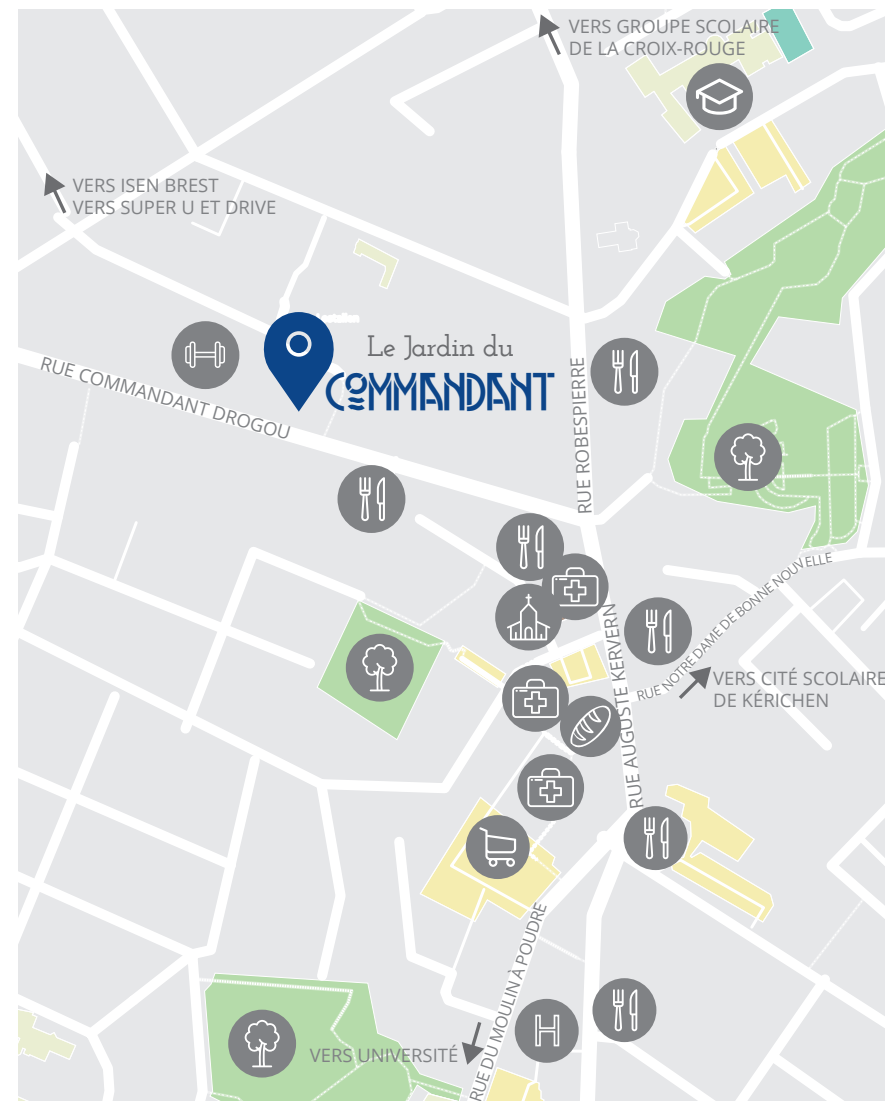 VERS GROUPE SCOLAIRE
DE LA CROIX-ROUGE
VERS ISEN BREST
VERS SUPER U ET DRIVE
Le Jardin du
COMMANDANT
RUE COMMANDANT DROGOU
RUE ROBESPIERRE
RUE NOTRE DAME DE BONNE NOUVELLE
RUE AUGUSTE KERVERN
VERS CITÉ SCOLAIRE
DE KÉRICHEN
RUE DU MOULIN À POUDRE
VERS UNIVERSITÉ
H